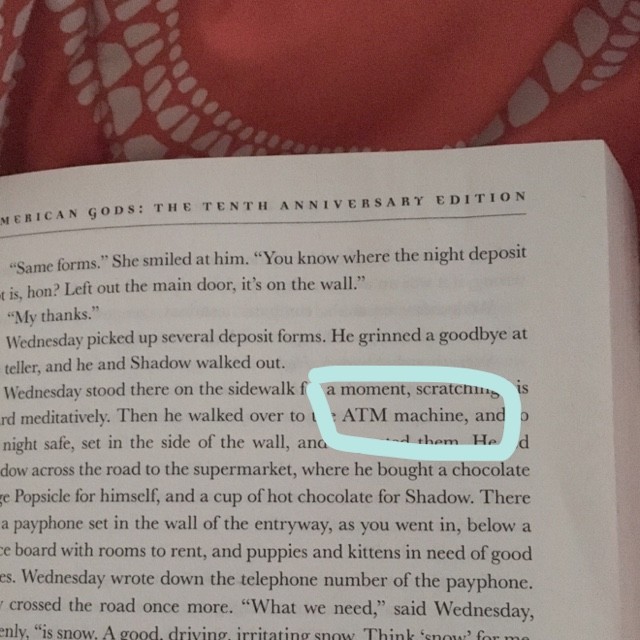 MERICAN GODS: THE TENTH ANNIVERSARY EDITION
"Same forms." She smiled at him. "You know where the night deposit
is, hon? Left out the main door, it's on the wall."
"My thanks."
Wednesday picked up several deposit forms. He grinned a goodbye at
teller, and he and Shadow walked out.
Wednesday stood there on the sidewalk a moment, scratching
meditatively. Then he walked over to ATM machine, and
night safe, set in the side of the wall, and them. He
dow across the road to the supermarket, where he bought a chocolate
Popsicle for himself, and a cup of hot chocolate for Shadow. There
a payphone set in the wall of the entryway, as you went in, below a
board with rooms to rent, and puppies and kittens in need of good
es. Wednesday wrote down the telephone number of the payphone.
crossed the road once more. "What we need," said Wednesday,
enly, "is snow. A good, driving, irritating snow. Think 'snow' for me